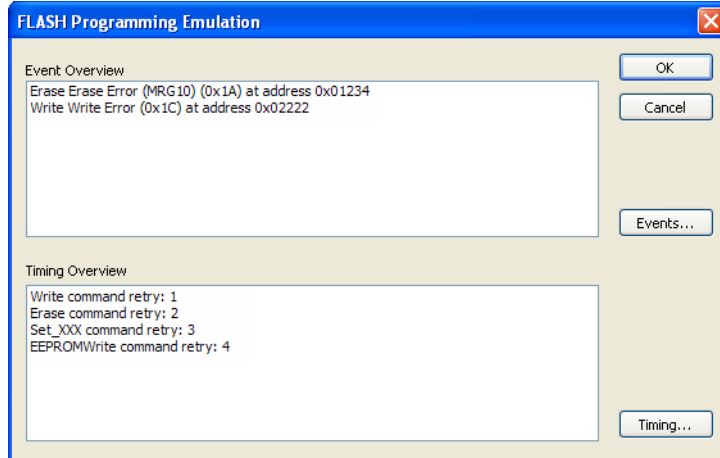 FLASH Programming Emulation
Event Overview
OK
Erase Erase Error (MRG10) (0x1A) at address 0x01234
Write Write Error (0x1C) at address 0x02222
Cancel
Events...
Timing Overview
Write command retry: 1
Erase command retry: 2
Set_XXX command retry: 3
EEPROMWrite command retry: 4
Timing...